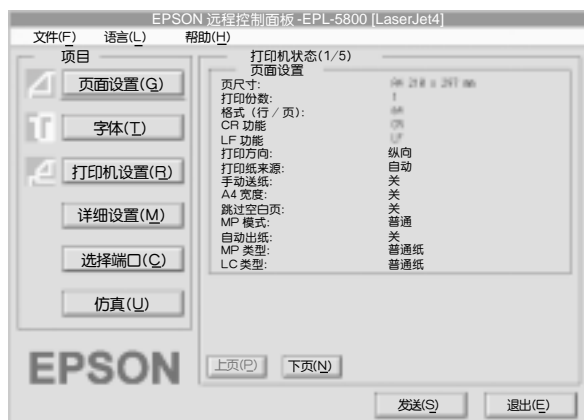 EPSON 远程控制面板 -EPL-5800 [LaserJet4]
文件(F) 语言(L) 帮助(H)
项目
页面设置(G)
字体(T)
打印机设置(R)
详细设置(M)
选择端口(C)
仿真(U)
EPSON
打印机状态(1/5)
页面设置
页尺寸: A4 210 x 297 mm
打印份数: 1
格式（行/页）: 64
CR 功能
LF 功能
打印方向: 纵向
打印纸来源: 自动
手动送纸: 关
A4 宽度: 关
跳过空白页: 关
MP 模式: 普通
自动出纸: 关
MP 类型: 普通纸
LC 类型: 普通纸
上页(P) 下页(N)
发送(S) 退出(E)